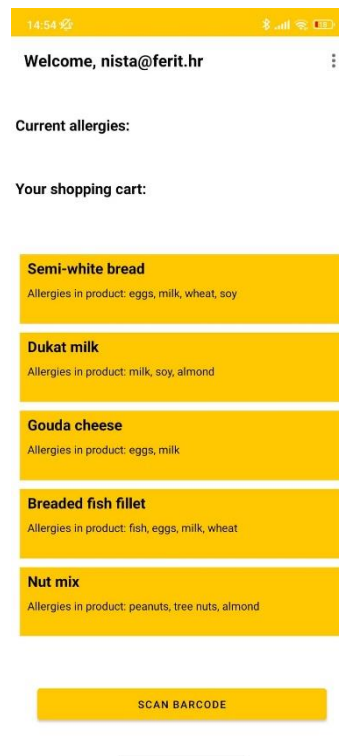 14:54
Welcome, nista@ferit.hr
Current allergies:
Your shopping cart:
Semi-white bread
Allergies in product: eggs, milk, wheat, soy
Dukat milk
Allergies in product: milk, soy, almond
Gouda cheese
Allergies in product: eggs, milk
Breaded fish fillet
Allergies in product: fish, eggs, milk, wheat
Nut mix
Allergies in product: peanuts, tree nuts, almond
SCAN BARCODE